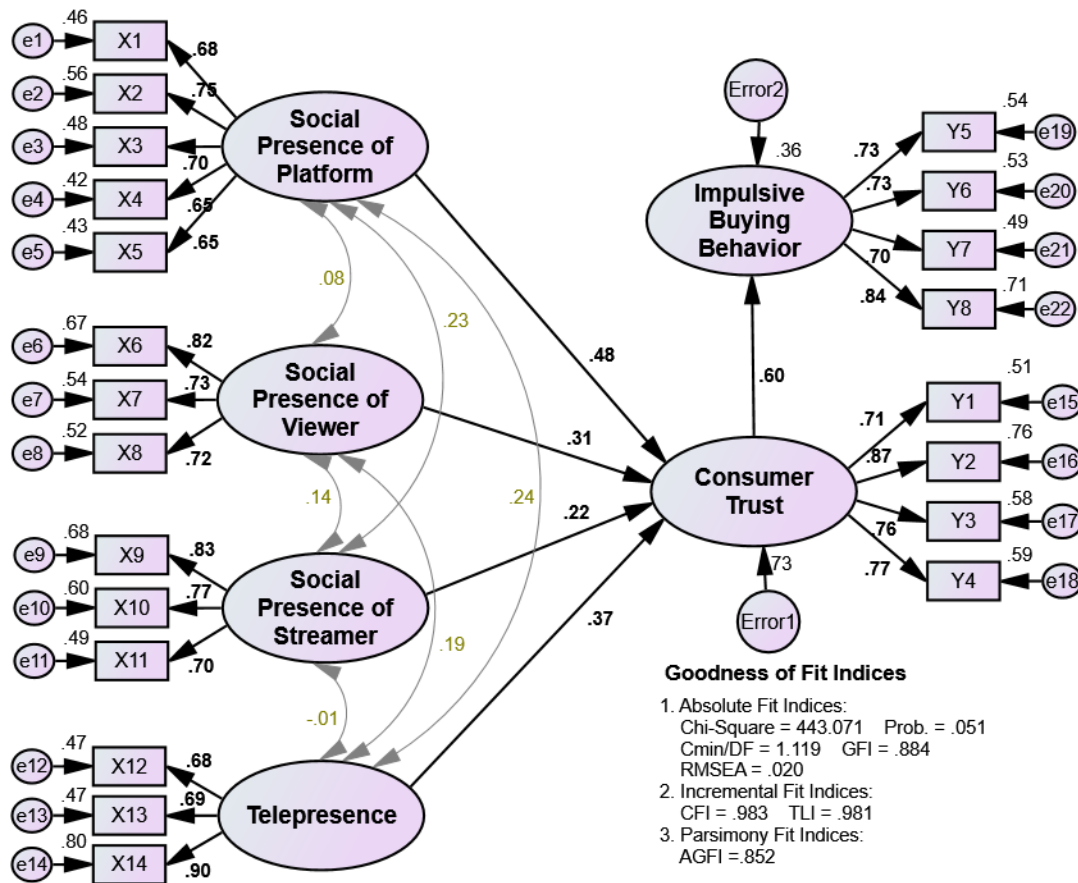 .46
e1 X1 .68
.56
e2 X2 .75
.48
e3 X3 .70
.42
e4 X4 .65
.43
e5 X5 .65
Social
Presence of
Platform
.67
e6 X6 .82
.54
e7 X7 .73
.52
e8 X8 .72
Social
Presence of
Viewer
.68
e9 X9 .83
.60
e10 X10 .77
.49
e11 X11 .70
Social
Presence of
Streamer
.47
e12 X12 .68
.47
e13 X13 .69
.80
e14 X14 .90
Telepresence
.08
.23
.14
.24
.19
-.01
.48
.31
.22
.37
Error2
.36
Impulsive
Buying
Behavior
.54
.73 Y5 e19
.53
.73 Y6 e20
.49
.70 Y7 e21
.71
.84 Y8 e22
.60
Consumer
Trust
.51
.71 Y1 e15
.76
.87 Y2 e16
.58
.76 Y3 e17
.59
.77 Y4 e18
.73
Error1
Goodness of Fit Indices
1. Absolute Fit Indices:
Chi-Square = 443.071 Prob. = .051
Cmin/DF = 1.119 GFI = .884
RMSEA = .020
2. Incremental Fit Indices:
CFI = .983 TLI = .981
3. Parsimony Fit Indices:
AGFI =.852